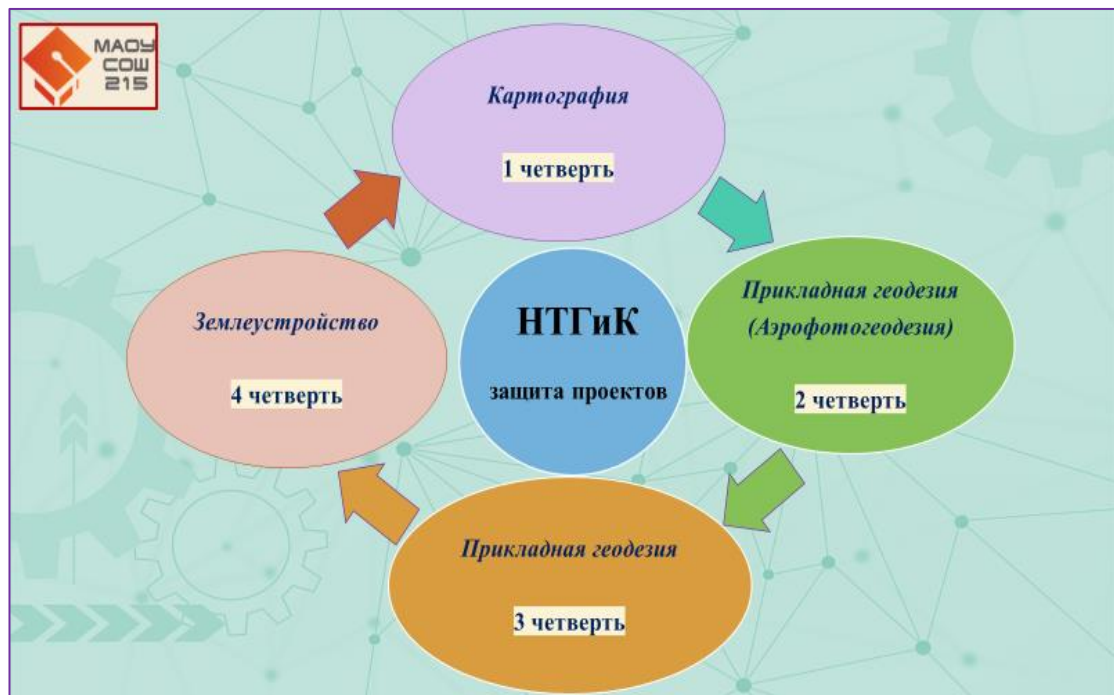 МАОУ
СОШ
215
Картография
1 четверть
Прикладная геодезия
(Аэрофотогеодезия)
2 четверть
Прикладная геодезия
3 четверть
Землеустройство
4 четверть
НТГиК
защита проектов